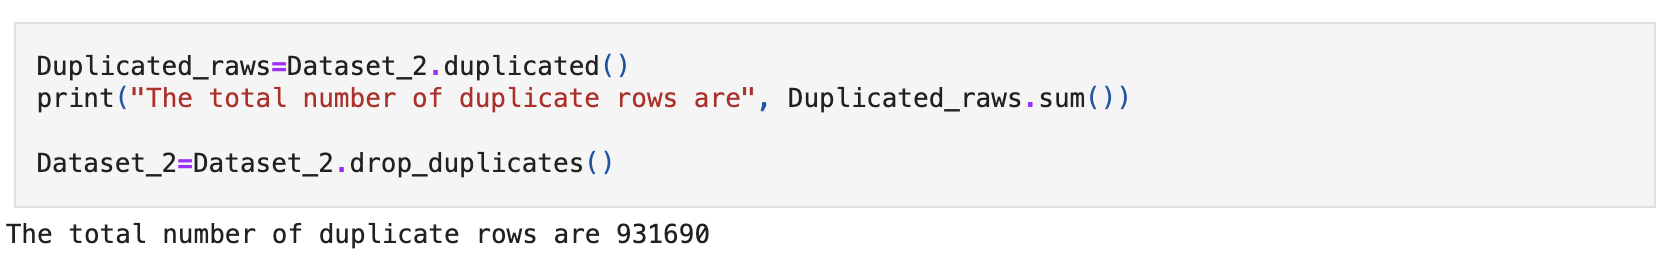 Duplicated_raws=Dataset_2.duplicated()
print("The total number of duplicate rows are", Duplicated_raws.sum())
Dataset_2=Dataset_2.drop_duplicates()
The total number of duplicate rows are 931690